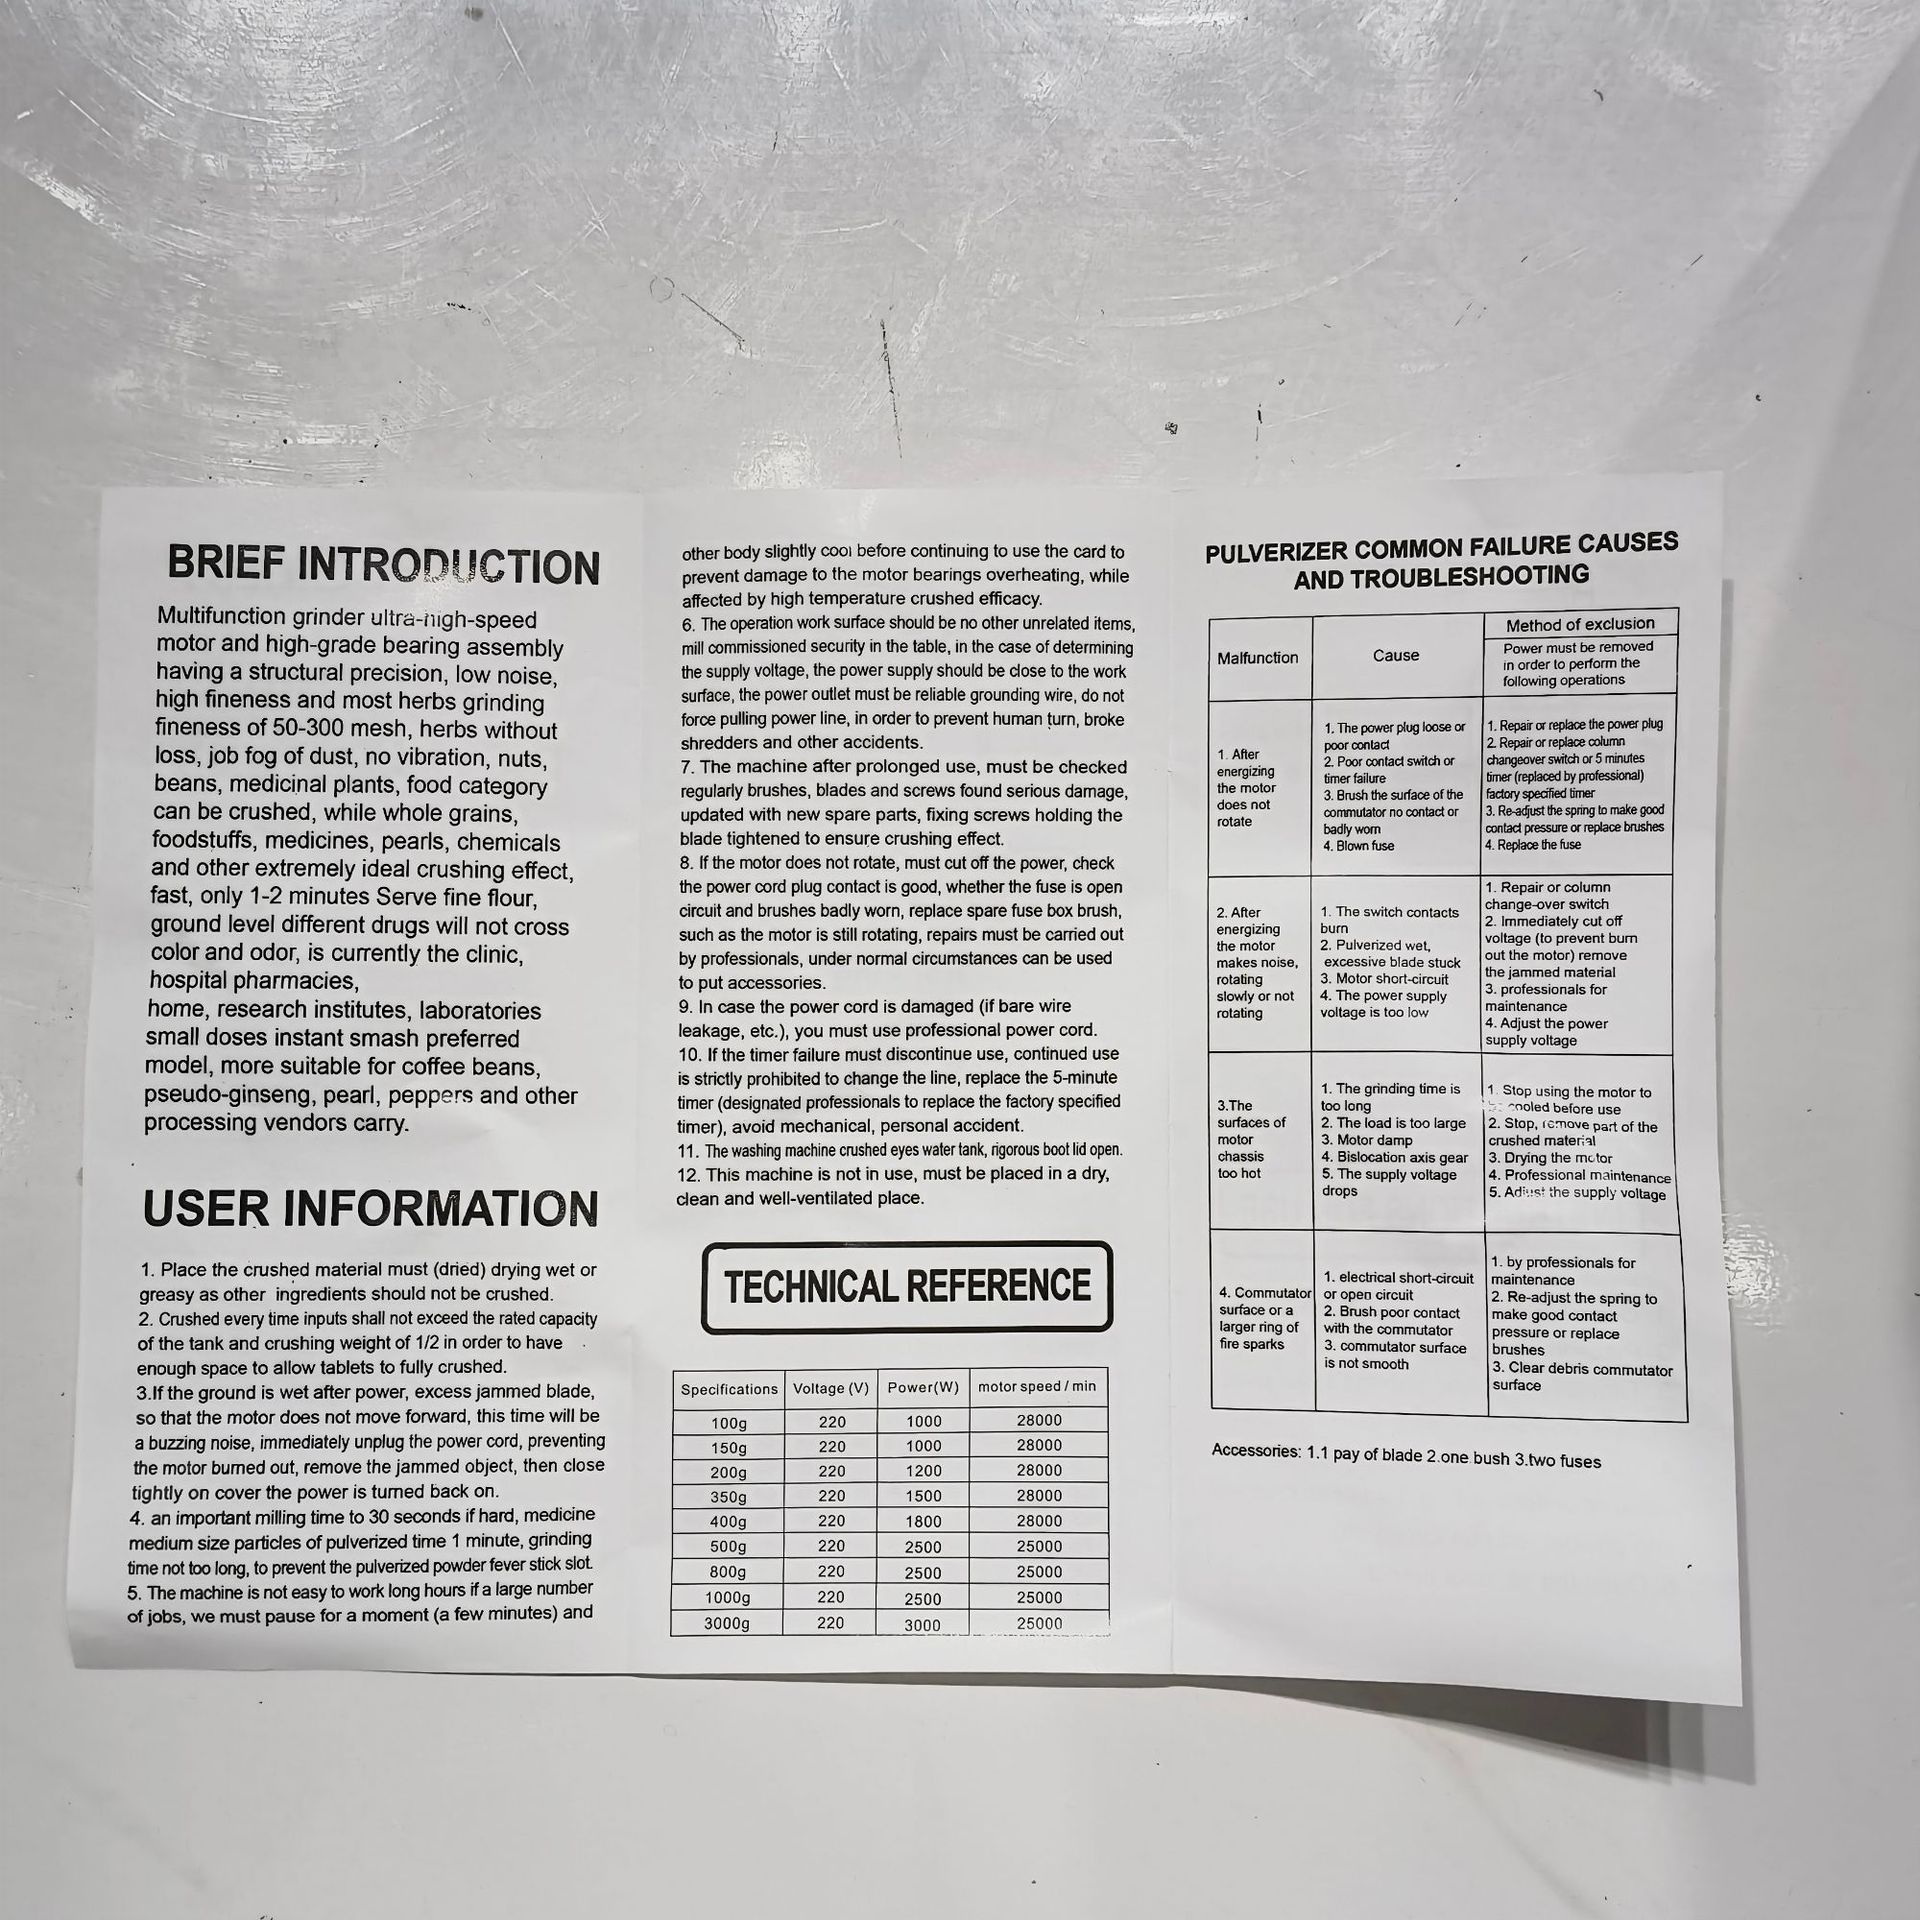 BRIEF INTRODUCTION
Multifunction grinder ultra-high-speed
motor and high-grade bearing assembly
having a structural precision, low noise,
high fineness and most herbs grinding
fineness of 50-300 mesh, herbs without
loss, job fog of dust, no vibration, nuts,
beans, medicinal plants, food category
can be crushed, while whole grains,
foodstuffs, medicines, pearls, chemicals
and other extremely ideal crushing effect,
fast, only 1-2 minutes Serve fine flour,
ground level different drugs will not cross
color and odor, is currently the clinic,
hospital pharmacies,
home, research institutes, laboratories
small doses instant smash preferred
model, more suitable for coffee beans,
pseudo-ginseng, pearl, peppers and other
processing vendors carry.
USER INFORMATION
1. Place the crushed material must (dried) drying wet or
greasy as other ingredients should not be crushed.
2. Crushed every time inputs shall not exceed the rated capacity
of the tank and crushing weight of 1/2 in order to have
enough space to allow tablets to fully crushed.
3.If the ground is wet after power, excess jammed blade,
so that the motor does not move forward, this time will be
a buzzing noise, immediately unplug the power cord, preventing
the motor burned out, remove the jammed object, then close
tightly on cover the power is turned back on.
4. an important milling time to 30 seconds if hard, medicine
medium size particles of pulverized time 1 minute, grinding
time not too long, to prevent the pulverized powder fever stick slot.
5. The machine is not easy to work long hours if a large number
of jobs, we must pause for a moment (a few minutes) and
other body slightly cool before continuing to use the card to
prevent damage to the motor bearings overheating, while
affected by high temperature crushed efficacy.
6. The operation work surface should be no other unrelated items,
mill commissioned security in the table, in the case of determining
the supply voltage, the power supply should be close to the work
surface, the power outlet must be reliable grounding wire, do not
force pulling power line, in order to prevent human turn, broke
shredders and other accidents.
7. The machine after prolonged use, must be checked
regularly brushes, blades and screws found serious damage,
updated with new spare parts, fixing screws holding the
blade tightened to ensure crushing effect.
8. If the motor does not rotate, must cut off the power, check
the power cord plug contact is good, whether the fuse is open
circuit and brushes badly worn, replace spare fuse box brush,
such as the motor is still rotating, repairs must be carried out
by professionals, under normal circumstances can be used
to put accessories.
9. In case the power cord is damaged (if bare wire
leakage, etc.), you must use professional power cord.
10. If the timer failure must discontinue use, continued use
is strictly prohibited to change the line, replace the 5-minute
timer (designated professionals to replace the factory specified
timer), avoid mechanical, personal accident.
11. The washing machine crushed eyes water tank, rigorous boot lid open.
12. This machine is not in use, must be placed in a dry,
clean and well-ventilated place.
TECHNICAL REFERENCE
Specifications Voltage (V) Power(W) motor speed / min
100g 220 1000 28000
150g 220 1000 28000
200g 220 1200 28000
350g 220 1500 28000
400g 220 1800 28000
500g 220 2500 25000
800g 220 2500 25000
1000g 220 2500 25000
3000g 220 3000 25000
PULVERIZER COMMON FAILURE CAUSES
AND TROUBLESHOOTING
Malfunction
Cause
Method of exclusion
Power must be removed
in order to perform the
following operations
1. After
energizing
the motor
does not
rotate
1. The power plug loose or
poor contact
2. Poor contact switch or
timer failure
3. Brush the surface of the
commutator no contact or
badly worn
4. Blown fuse
1. Repair or replace the power plug
2. Repair or replace column
changeover switch or 5 minutes
timer (replaced by professional)
factory specified timer
3. Re-adjust the spring to make good
contact pressure or replace brushes
4. Replace the fuse
2. After
energizing
the motor
makes noise,
rotating
slowly or not
rotating
1. The switch contacts
burn
2. Pulverized wet,
excessive blade stuck
3. Motor short-circuit
4. The power supply
voltage is too low
1. Repair or column
change-over switch
2. Immediately cut off
voltage (to prevent burn
out the motor) remove
the jammed material
3. professionals for
maintenance
4. Adjust the power
supply voltage
3.The
surfaces of
motor
chassis
too hot
1. The grinding time is
too long
2. The load is too large
3. Motor damp
4. Bislocation axis gear
5. The supply voltage
drops
1. Stop using the motor to
be cooled before use
2. Stop, remove part of the
crushed material
3. Drying the motor
4. Professional maintenance
5. Adjust the supply voltage
4. Commutator
surface or a
larger ring of
fire sparks
1. electrical short-circuit
or open circuit
2. Brush poor contact
with the commutator
3. commutator surface
is not smooth
1. by professionals for
maintenance
2. Re-adjust the spring to
make good contact
pressure or replace
brushes
3. Clear debris commutator
surface
Accessories: 1.1 pay of blade 2.one bush 3.two fuses